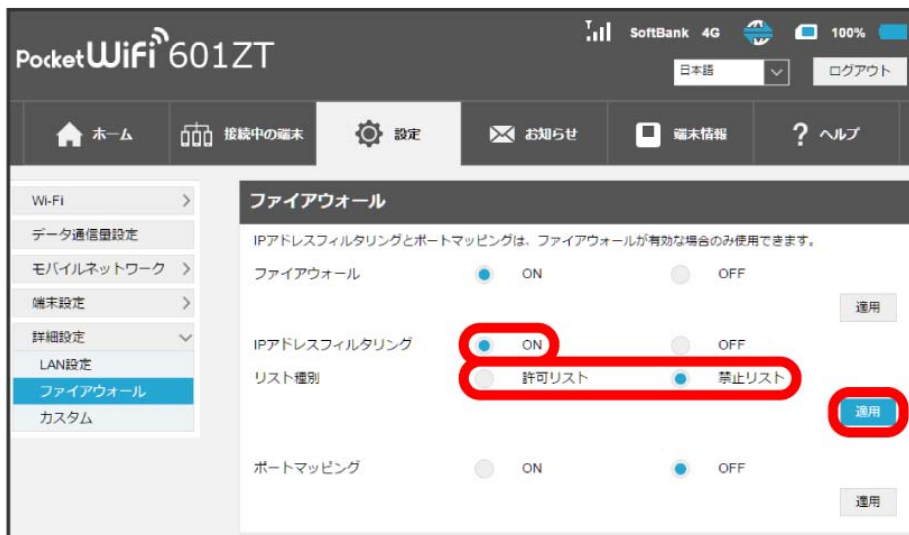 Pocket WiFi 601ZT
SoftBank 4G 100%
日本語 ログアウト
ホーム 接続中の端末 設定 お知らせ 端末情報 ? ヘルプ
Wi-Fi
データ通信量設定
モバイルネットワーク
端末設定
詳細設定
LAN設定
ファイアウォール
カスタム
ファイアウォール
IPアドレスフィルタリングとポートマッピングは、ファイアウォールが有効な場合のみ使用できます。
ファイアウォール ON OFF
適用
IPアドレスフィルタリング ON OFF
リスト種別 許可リスト 禁止リスト
適用
ポートマッピング ON OFF
適用